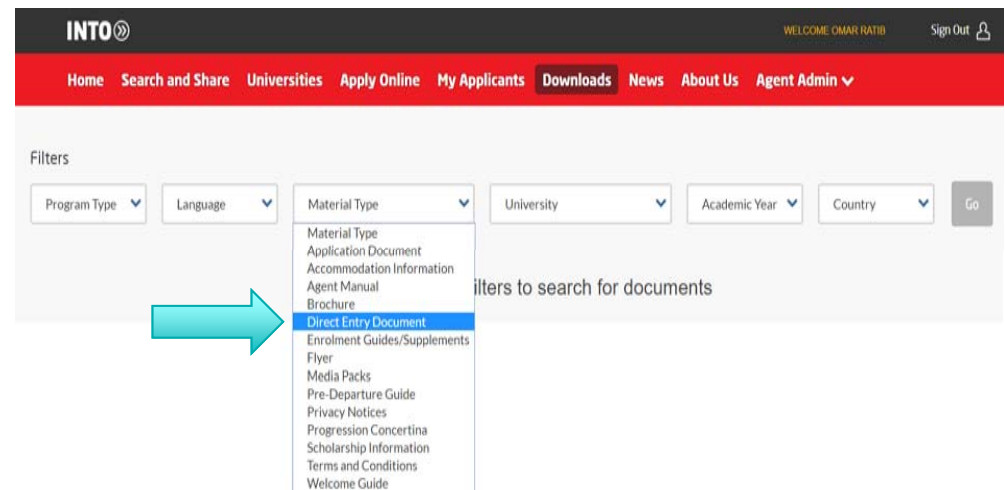 INTO
WELCOME OMAR RATIB
Sign Out
Home Search and Share Universities Apply Online My Applicants Downloads News About Us Agent Admin
Filters
Program Type Language Material Type University Academic Year Country Go
Material Type
Application Document
Accommodation Information
Agent Manual
ilters to search for documents
Brochure
Direct Entry Document
Enrolment Guides/Supplements
Flyer
Media Packs
Pre-Departure Guide
Privacy Notices
Progression Concertina
Scholarship Information
Terms and Conditions
Welcome Guide